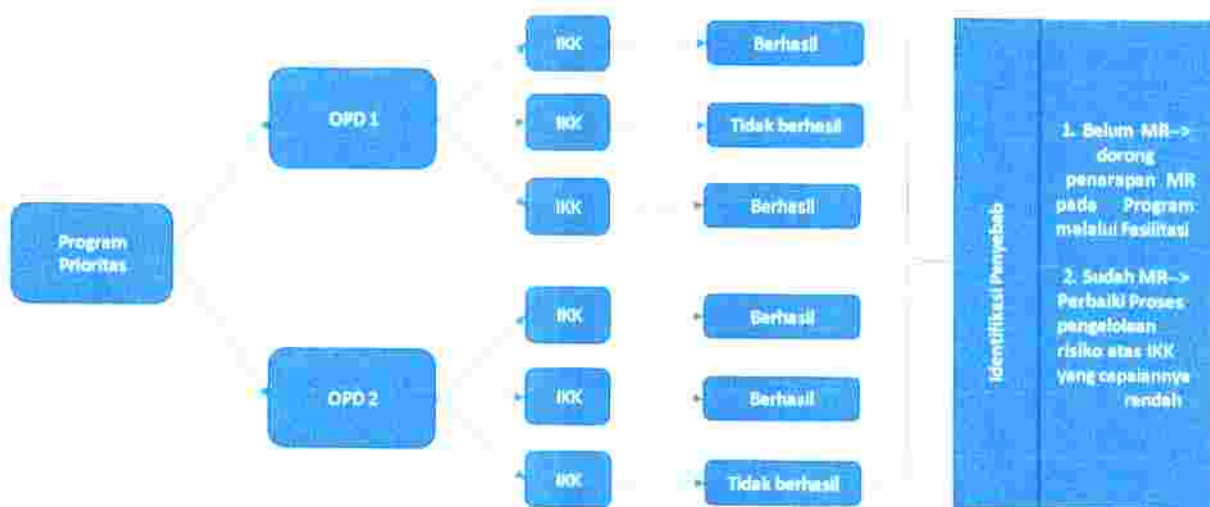 Program
Prioritas
OPD 1
IKK
Berhasil
IKK
Tidak berhasil
IKK
Berhasil
OPD 2
IKK
Berhasil
IKK
Berhasil
IKK
Tidak berhasil
Identifikasi Penyebab
1. Belum MR-->
dorong
penarapan MR
pada Program
melalui Fasilitasi
2. Sudah MR-->
Perbaiki Proses
pengelolaan
risiko atas IKK
yang capaiannya
rendah